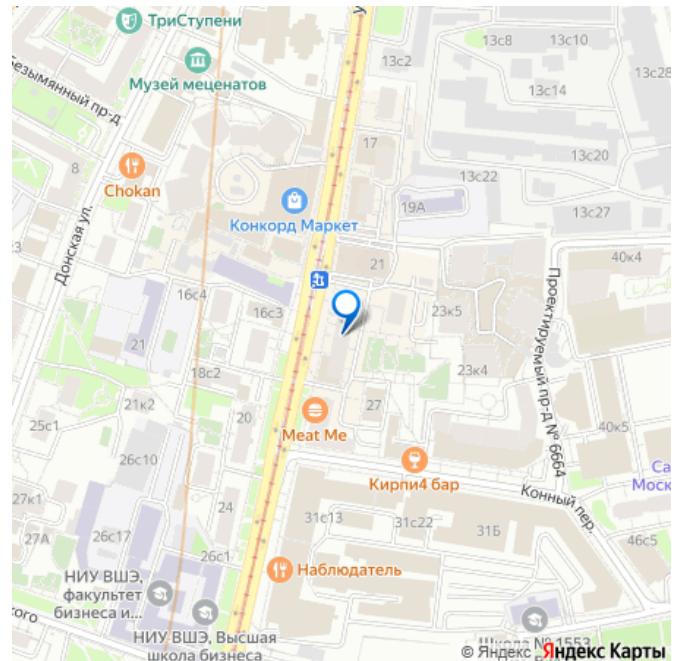 ТриСтупени
у
13с8
13с10
13с2
13с28
Безымянный пр-д
Музей меценатов
13с14
17
8
13с20
Chokan
13с22
19А
13с27
Конкорд Маркет
Донская ул.
21
40к4
16с4
16с3
23к5
Проектируемый пр-д № 6664
21
18с2
23к4
21к2
20
27
25с1
Meat Me
40к5
26с10
Кирпи4 бар
Са
Моск
27к1
24
31с13
31с22
31Б
Конный пер.
27А
26с17
26с1
46с5
Наблюдатель
НИУ ВШЭ,
факультет
бизнеса и...
ского
НИУ ВШЭ, Высшая
школа бизнеса
Школа № 1553
© Яндекс Яндекс Карты